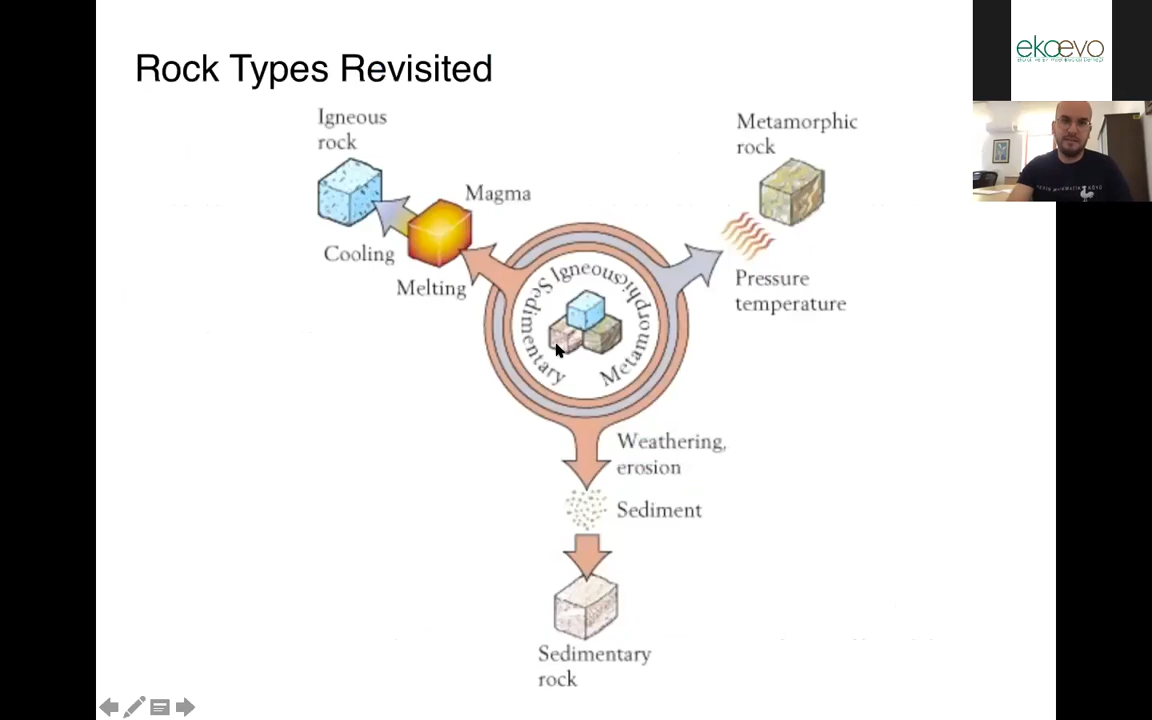 Rock Types Revisited
Igneous
rock
Magma
Cooling
Melting
Metamorphic
rock
Pressure
temperature
Sedimentary Igneous Metamorphic
Weathering,
erosion
Sediment
Sedimentary
rock
ekoevo